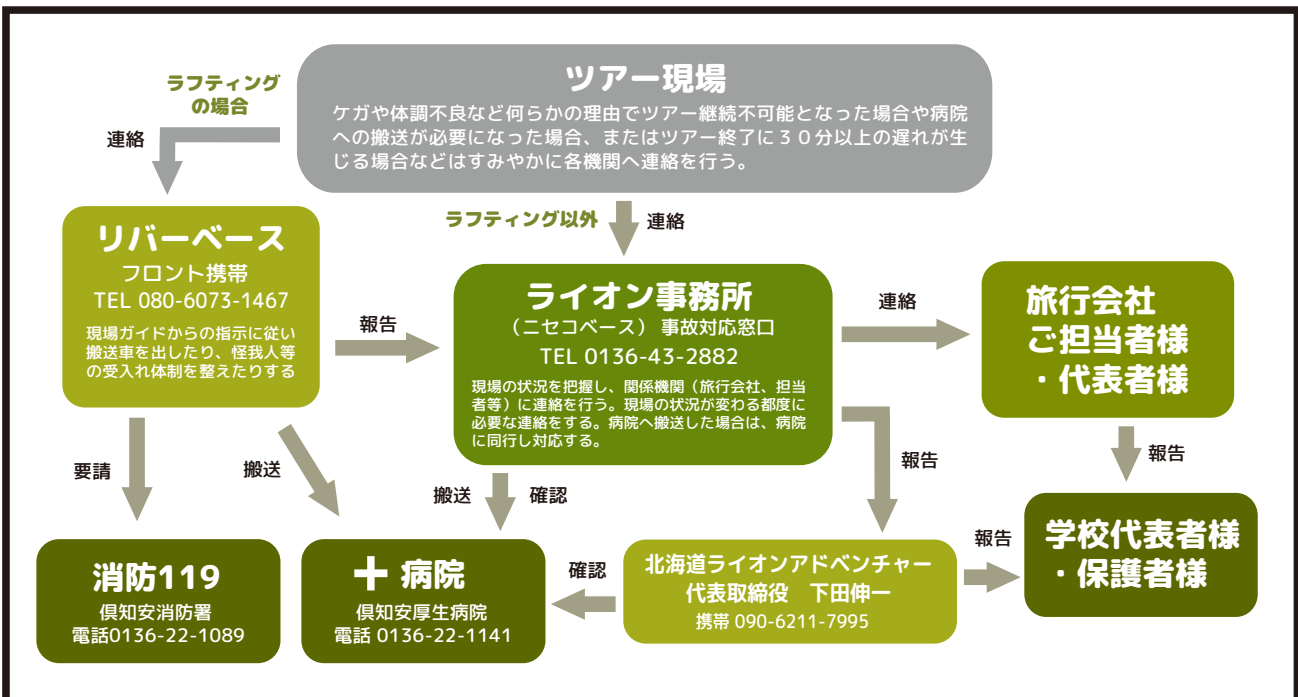 ツアー現場
ケガや体調不良など何らかの理由でツアー継続不可能となった場合や病院
への搬送が必要になった場合、またはツアー終了に３０分以上の遅れが生
じる場合などはすみやかに各機関へ連絡を行う。
ラフティング
の場合
連絡
ラフティング以外
連絡
リバーベース
フロント携帯
TEL 080-6073-1467
現場ガイドからの指示に従い
搬送車を出したり、怪我人等
の受入れ体制を整えたりする
報告
ライオン事務所
（ニセコベース） 事故対応窓口
TEL 0136-43-2882
現場の状況を把握し、関係機関（旅行会社、担当
者等）に連絡を行う。現場の状況が変わる都度に
必要な連絡をする。病院へ搬送した場合は、病院
に同行し対応する。
連絡
旅行会社
ご担当者様
・代表者様
要請
搬送
搬送
確認
報告
報告
消防119
倶知安消防署
電話0136-22-1089
病院
倶知安厚生病院
電話 0136-22-1141
確認
北海道ライオンアドベンチャー
代表取締役　下田伸一
携帯 090-6211-7995
報告
学校代表者様
・保護者様